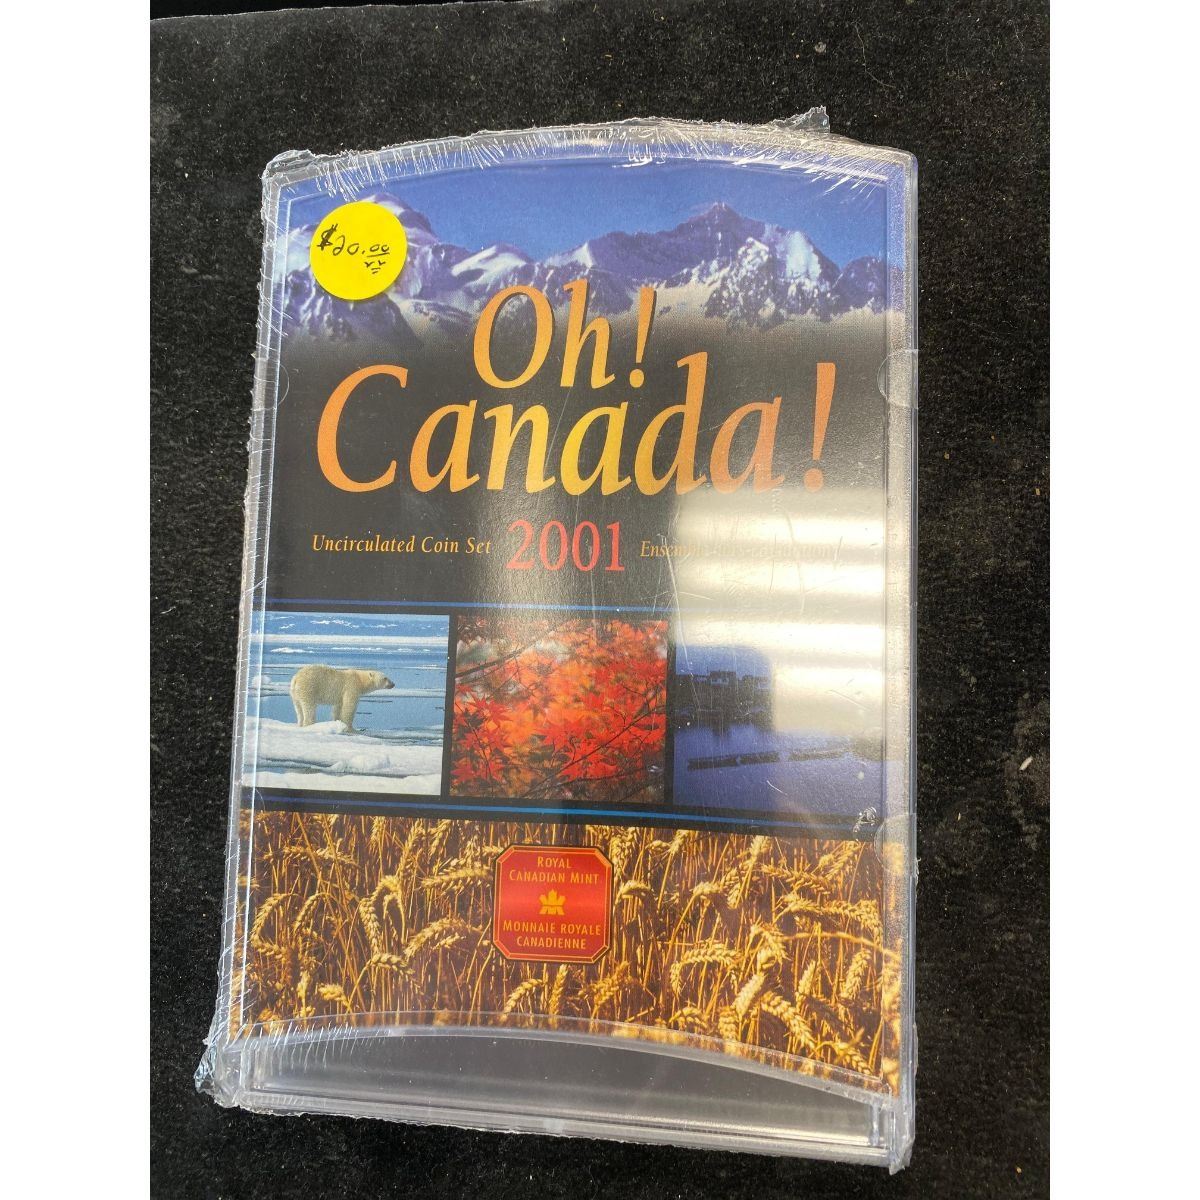 $20.00
Oh!
Canada!
Uncirculated Coin Set 2001
ROYAL
CANADIAN MINT
MONNAIE ROYALE
CANADIENNE